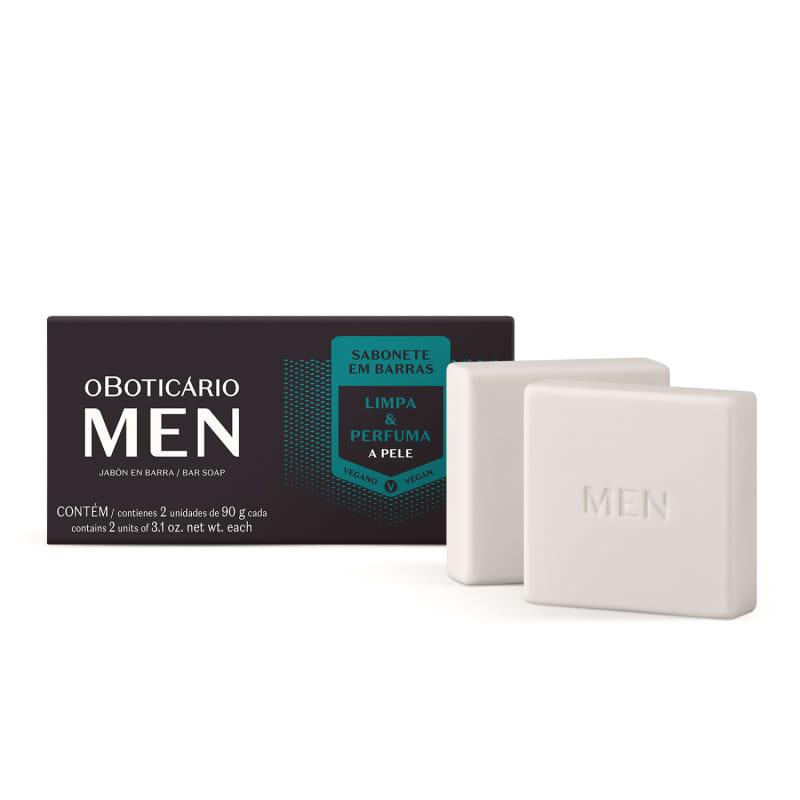 oBoticário
MEN
JABÓN EN BARRA / BAR SOAP
CONTÉM / contienes 2 unidades de 90 g cada
contains 2 units of 3.1 oz. net wt. each
SABONETE
EM BARRAS
LIMPA
&
PERFUMA
A PELE
VEGANO V VEGAN
MEN